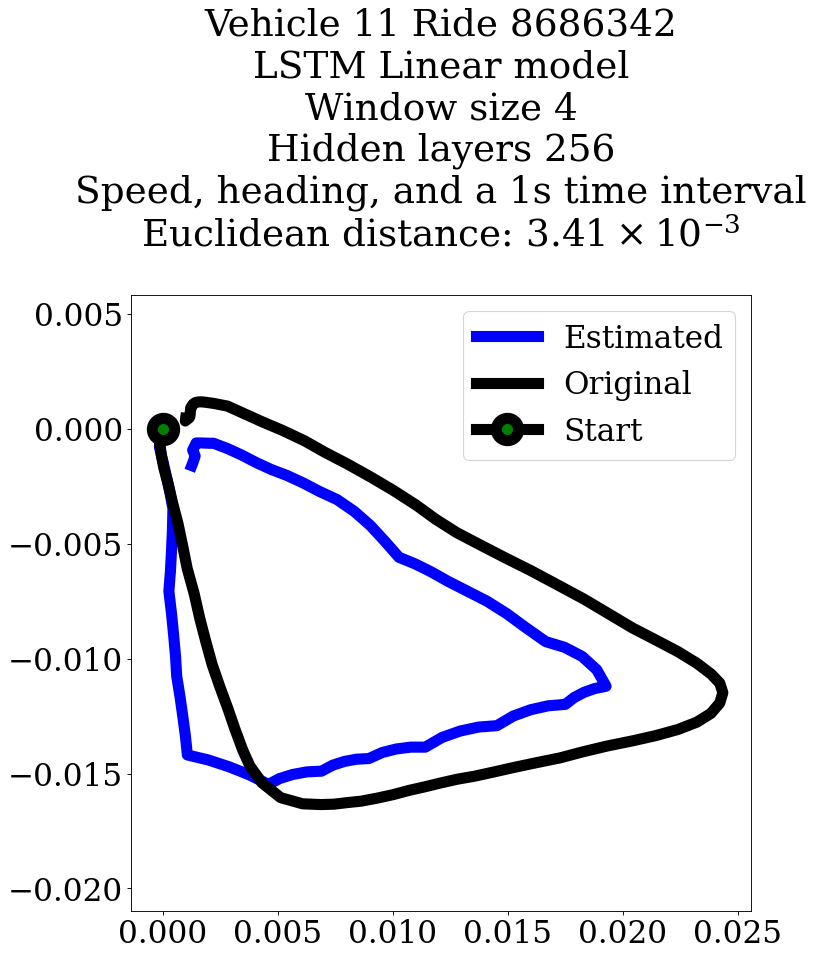 Vehicle 11 Ride 8686342
LSTM Linear model
Window size 4
Hidden layers 256
Speed, heading, and a 1s time interval
Euclidean distance: 3.41 × 10⁻³
0.005
0.000
−0.005
−0.010
−0.015
−0.020
Estimated
Original
Start
0.000 0.005 0.010 0.015 0.020 0.025